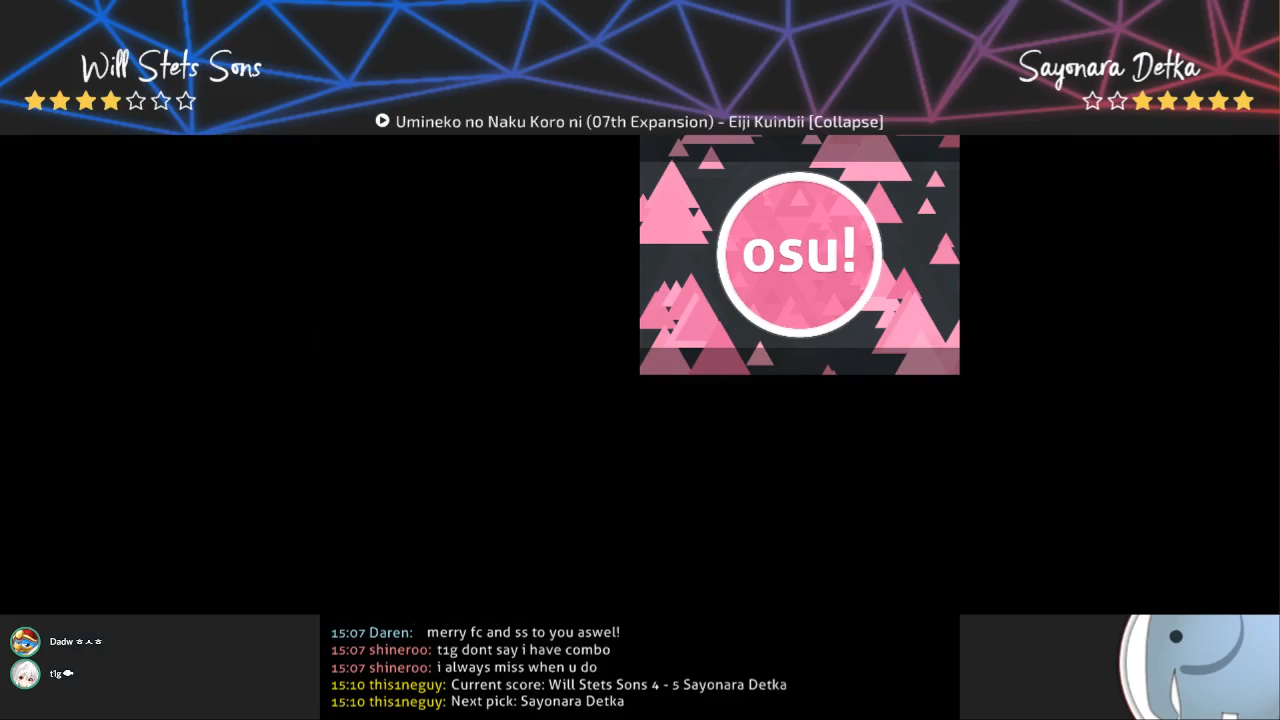 Will Stets Sons
Sayonara Detka
Umineko no Naku Koro ni (07th Expansion) - Eiji Kuinbii [Collapse]
osu!
15:07 Daren: merry fc and ss to you aswel!
15:07 shineroo: t1g dont say i have combo
15:07 shineroo: i always miss when u do
15:10 this1neguy: Current score: Will Stets Sons 4 - 5 Sayonara Detka
15:10 this1neguy: Next pick: Sayonara Detka
Dadw ㅎㅅㅎ
t1g